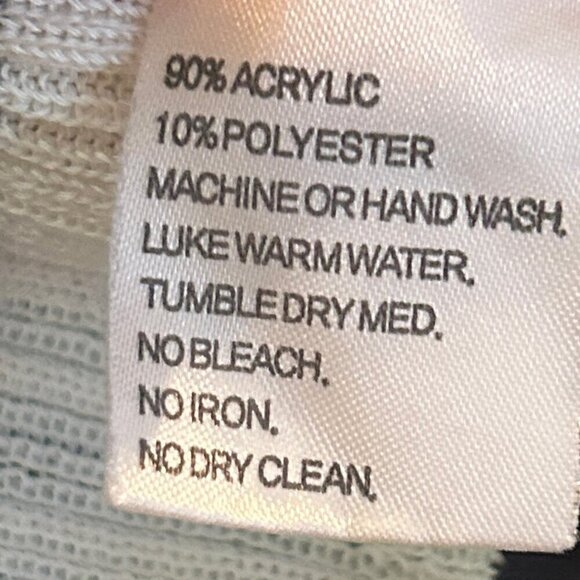 90% ACRYLIC
10% POLYESTER
MACHINE OR HAND WASH.
LUKE WARM WATER.
TUMBLE DRY MED.
NO BLEACH.
NO IRON.
NO DRY CLEAN.